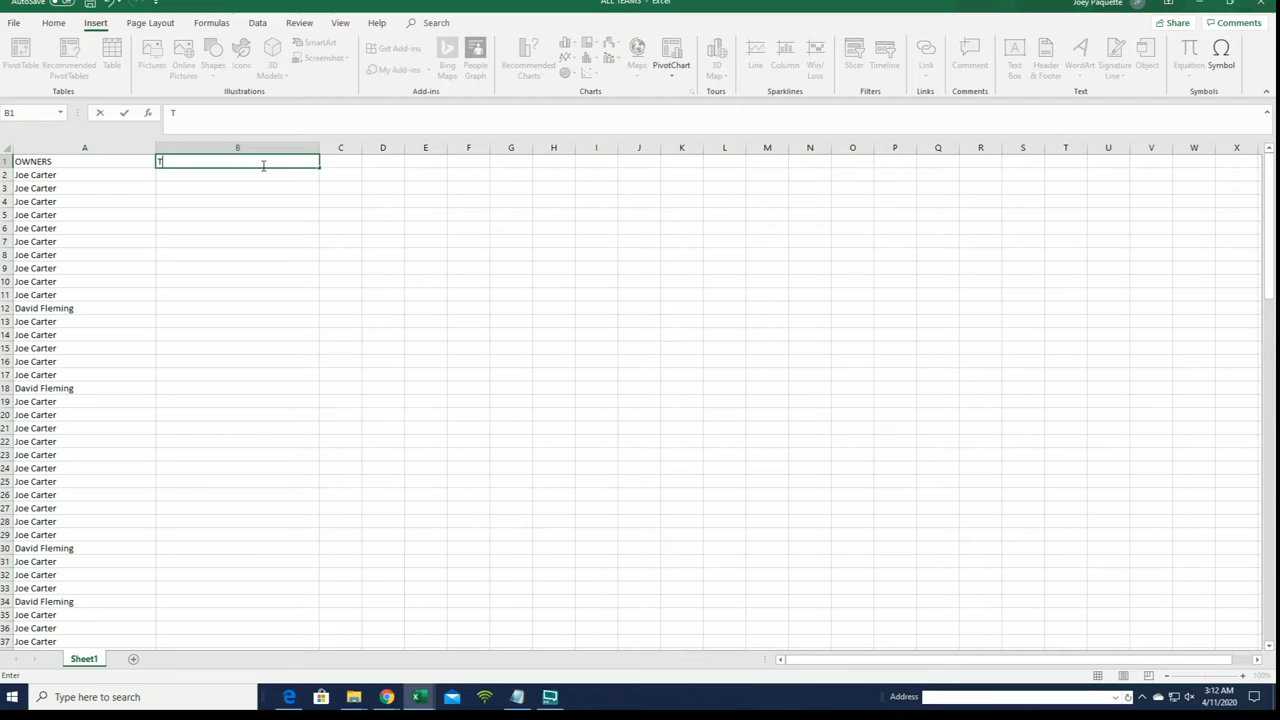 AutoSave
ALL TEAMS - Excel
Joey Paquette
JP
File Home Insert Page Layout Formulas Data Review View Help Search Share Comments
PivotTable Recommended PivotTables Table
Pictures Online Pictures Shapes Icons 3D Models SmartArt Screenshot
Get Add-ins My Add-ins Bing Maps People Graph
Recommended Charts Maps PivotChart 3D Map Line Column Win/Loss
Slicer Timeline Link Comment Text Box Header & Footer WordArt Signature Line Object Equation Symbol
Tables Illustrations Add-ins Charts Tours Sparklines Filters Links Comments Text Symbols
B1 fx T
A B C D E F G H I J K L M N O P Q R S T U V W X
1 OWNERS T
2 Joe Carter
3 Joe Carter
4 Joe Carter
5 Joe Carter
6 Joe Carter
7 Joe Carter
8 Joe Carter
9 Joe Carter
10 Joe Carter
11 Joe Carter
12 David Fleming
13 Joe Carter
14 Joe Carter
15 Joe Carter
16 Joe Carter
17 Joe Carter
18 David Fleming
19 Joe Carter
20 Joe Carter
21 Joe Carter
22 Joe Carter
23 Joe Carter
24 Joe Carter
25 Joe Carter
26 Joe Carter
27 Joe Carter
28 Joe Carter
29 Joe Carter
30 David Fleming
31 Joe Carter
32 Joe Carter
33 Joe Carter
34 David Fleming
35 Joe Carter
36 Joe Carter
37 Joe Carter
Sheet1
Enter
100%
Type here to search
Address
3:12 AM
4/11/2020